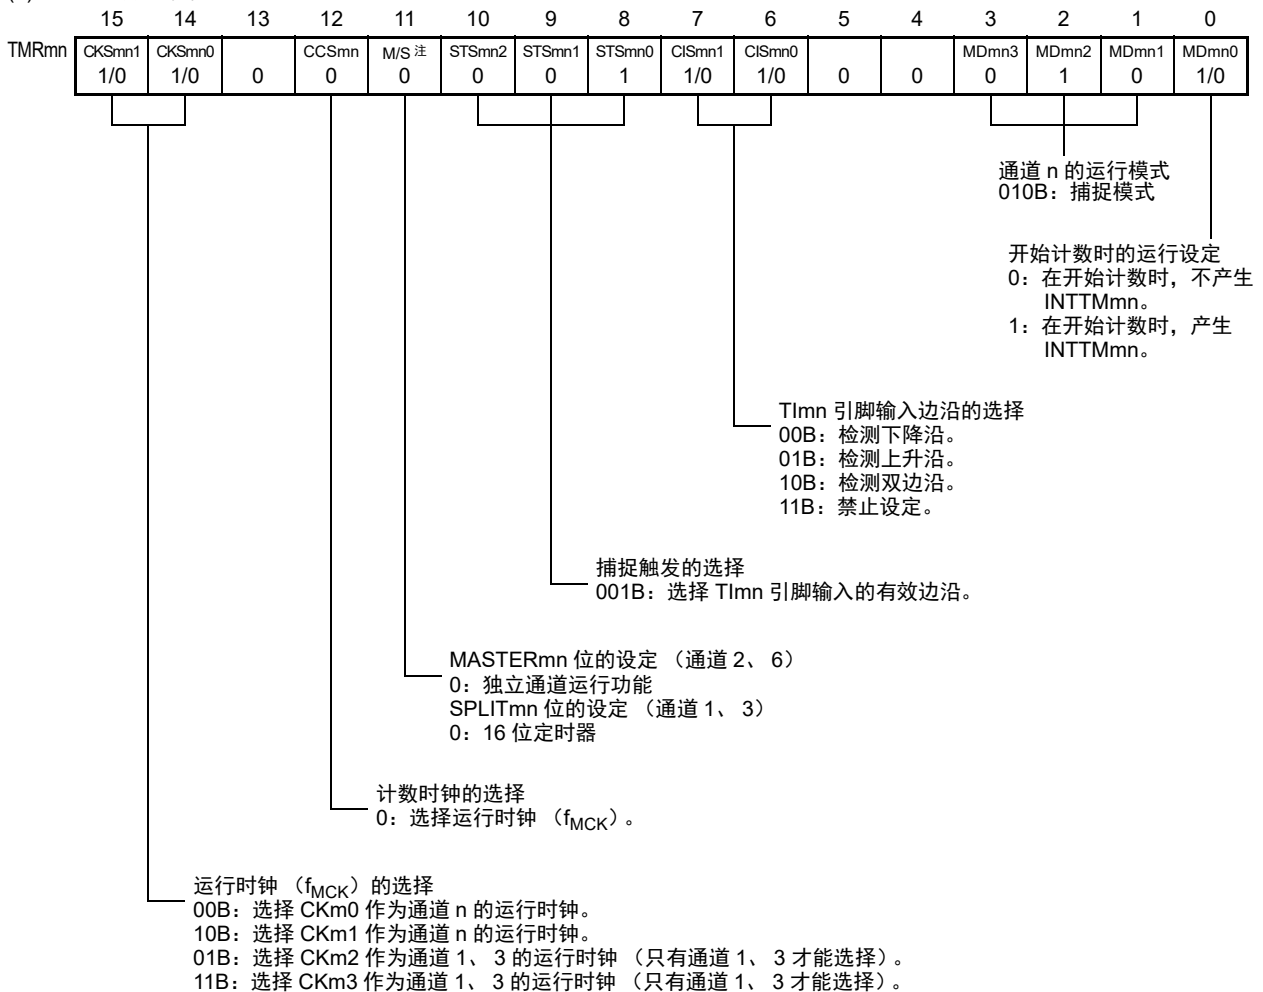 15 14 13 12 11 10 9 8 7 6 5 4 3 2 1 0
TMRmn CKSmn1 CKSmn0 CCSmn M/S 注 STSmn2 STSmn1 STSmn0 CISmn1 CISmn0 MDmn3 MDmn2 MDmn1 MDmn0
1/0 1/0 0 0 0 0 0 1 1/0 1/0 0 0 0 1 0 1/0
通道 n 的运行模式
010B：捕捉模式
开始计数时的运行设定
0：在开始计数时，不产生
INTTMmn。
1：在开始计数时，产生
INTTMmn。
TImn 引脚输入边沿的选择
00B：检测下降沿。
01B：检测上升沿。
10B：检测双边沿。
11B：禁止设定。
捕捉触发的选择
001B：选择 TImn 引脚输入的有效边沿。
MASTERmn 位的设定 （通道 2、 6）
0：独立通道运行功能
SPLITmn 位的设定 （通道 1、 3）
0：16 位定时器
计数时钟的选择
0：选择运行时钟 （fMCK）。
运行时钟 （fMCK）的选择
00B：选择 CKm0 作为通道 n 的运行时钟。
10B：选择 CKm1 作为通道 n 的运行时钟。
01B：选择 CKm2 作为通道 1、 3 的运行时钟 （只有通道 1、 3 才能选择）。
11B：选择 CKm3 作为通道 1、 3 的运行时钟 （只有通道 1、 3 才能选择）。